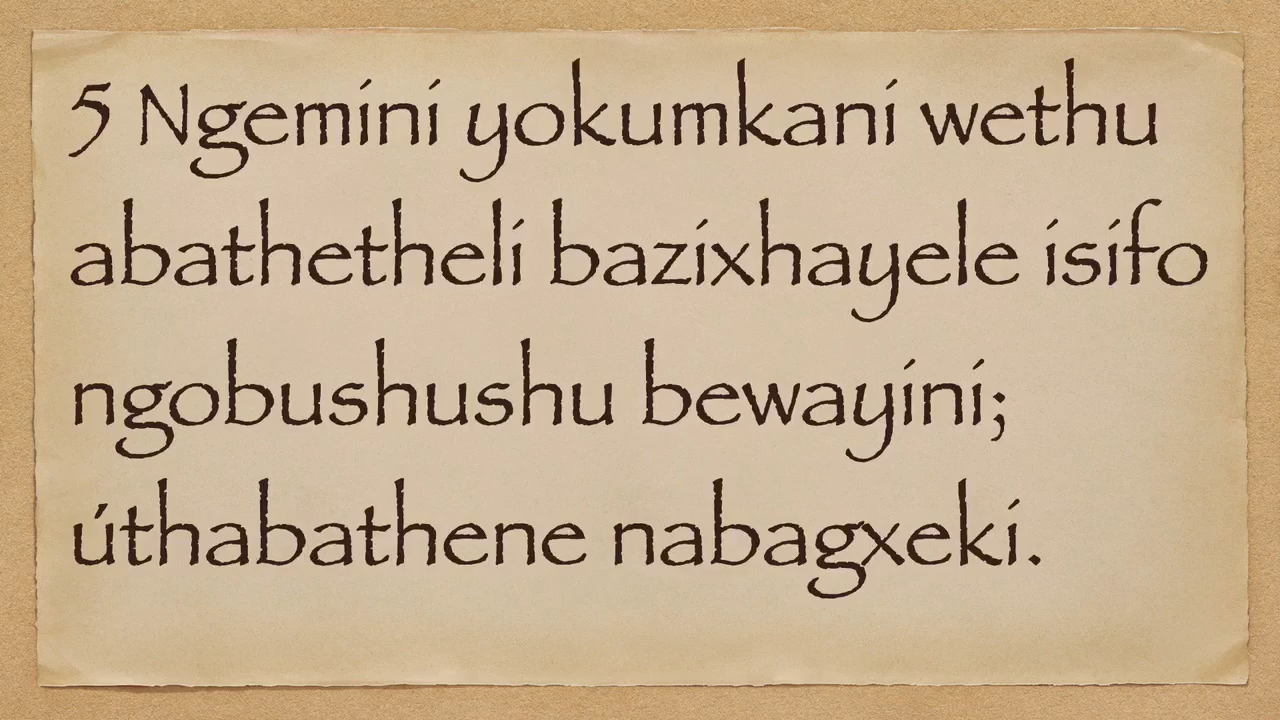 5 Ngemini yokumkani wethu
abathetheli bazixhayele isifo
ngobushushu bewayini;
úthabathene nabagxeki.